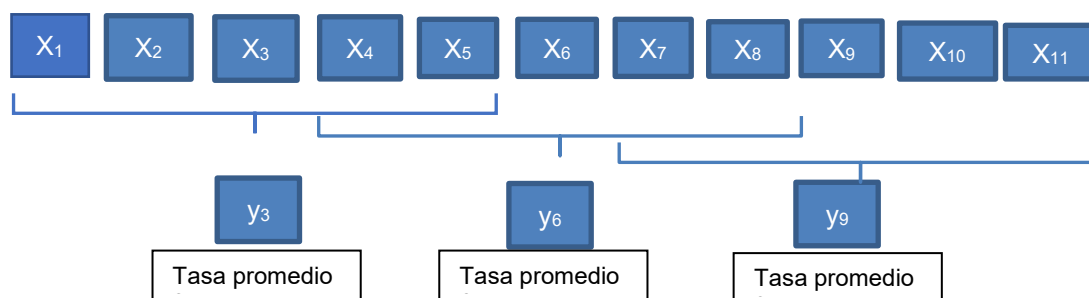 X1 X2 X3 X4 X5 X6 X7 X8 X9 X10 X11
y3 y6 y9
Tasa promedio Tasa promedio Tasa promedio